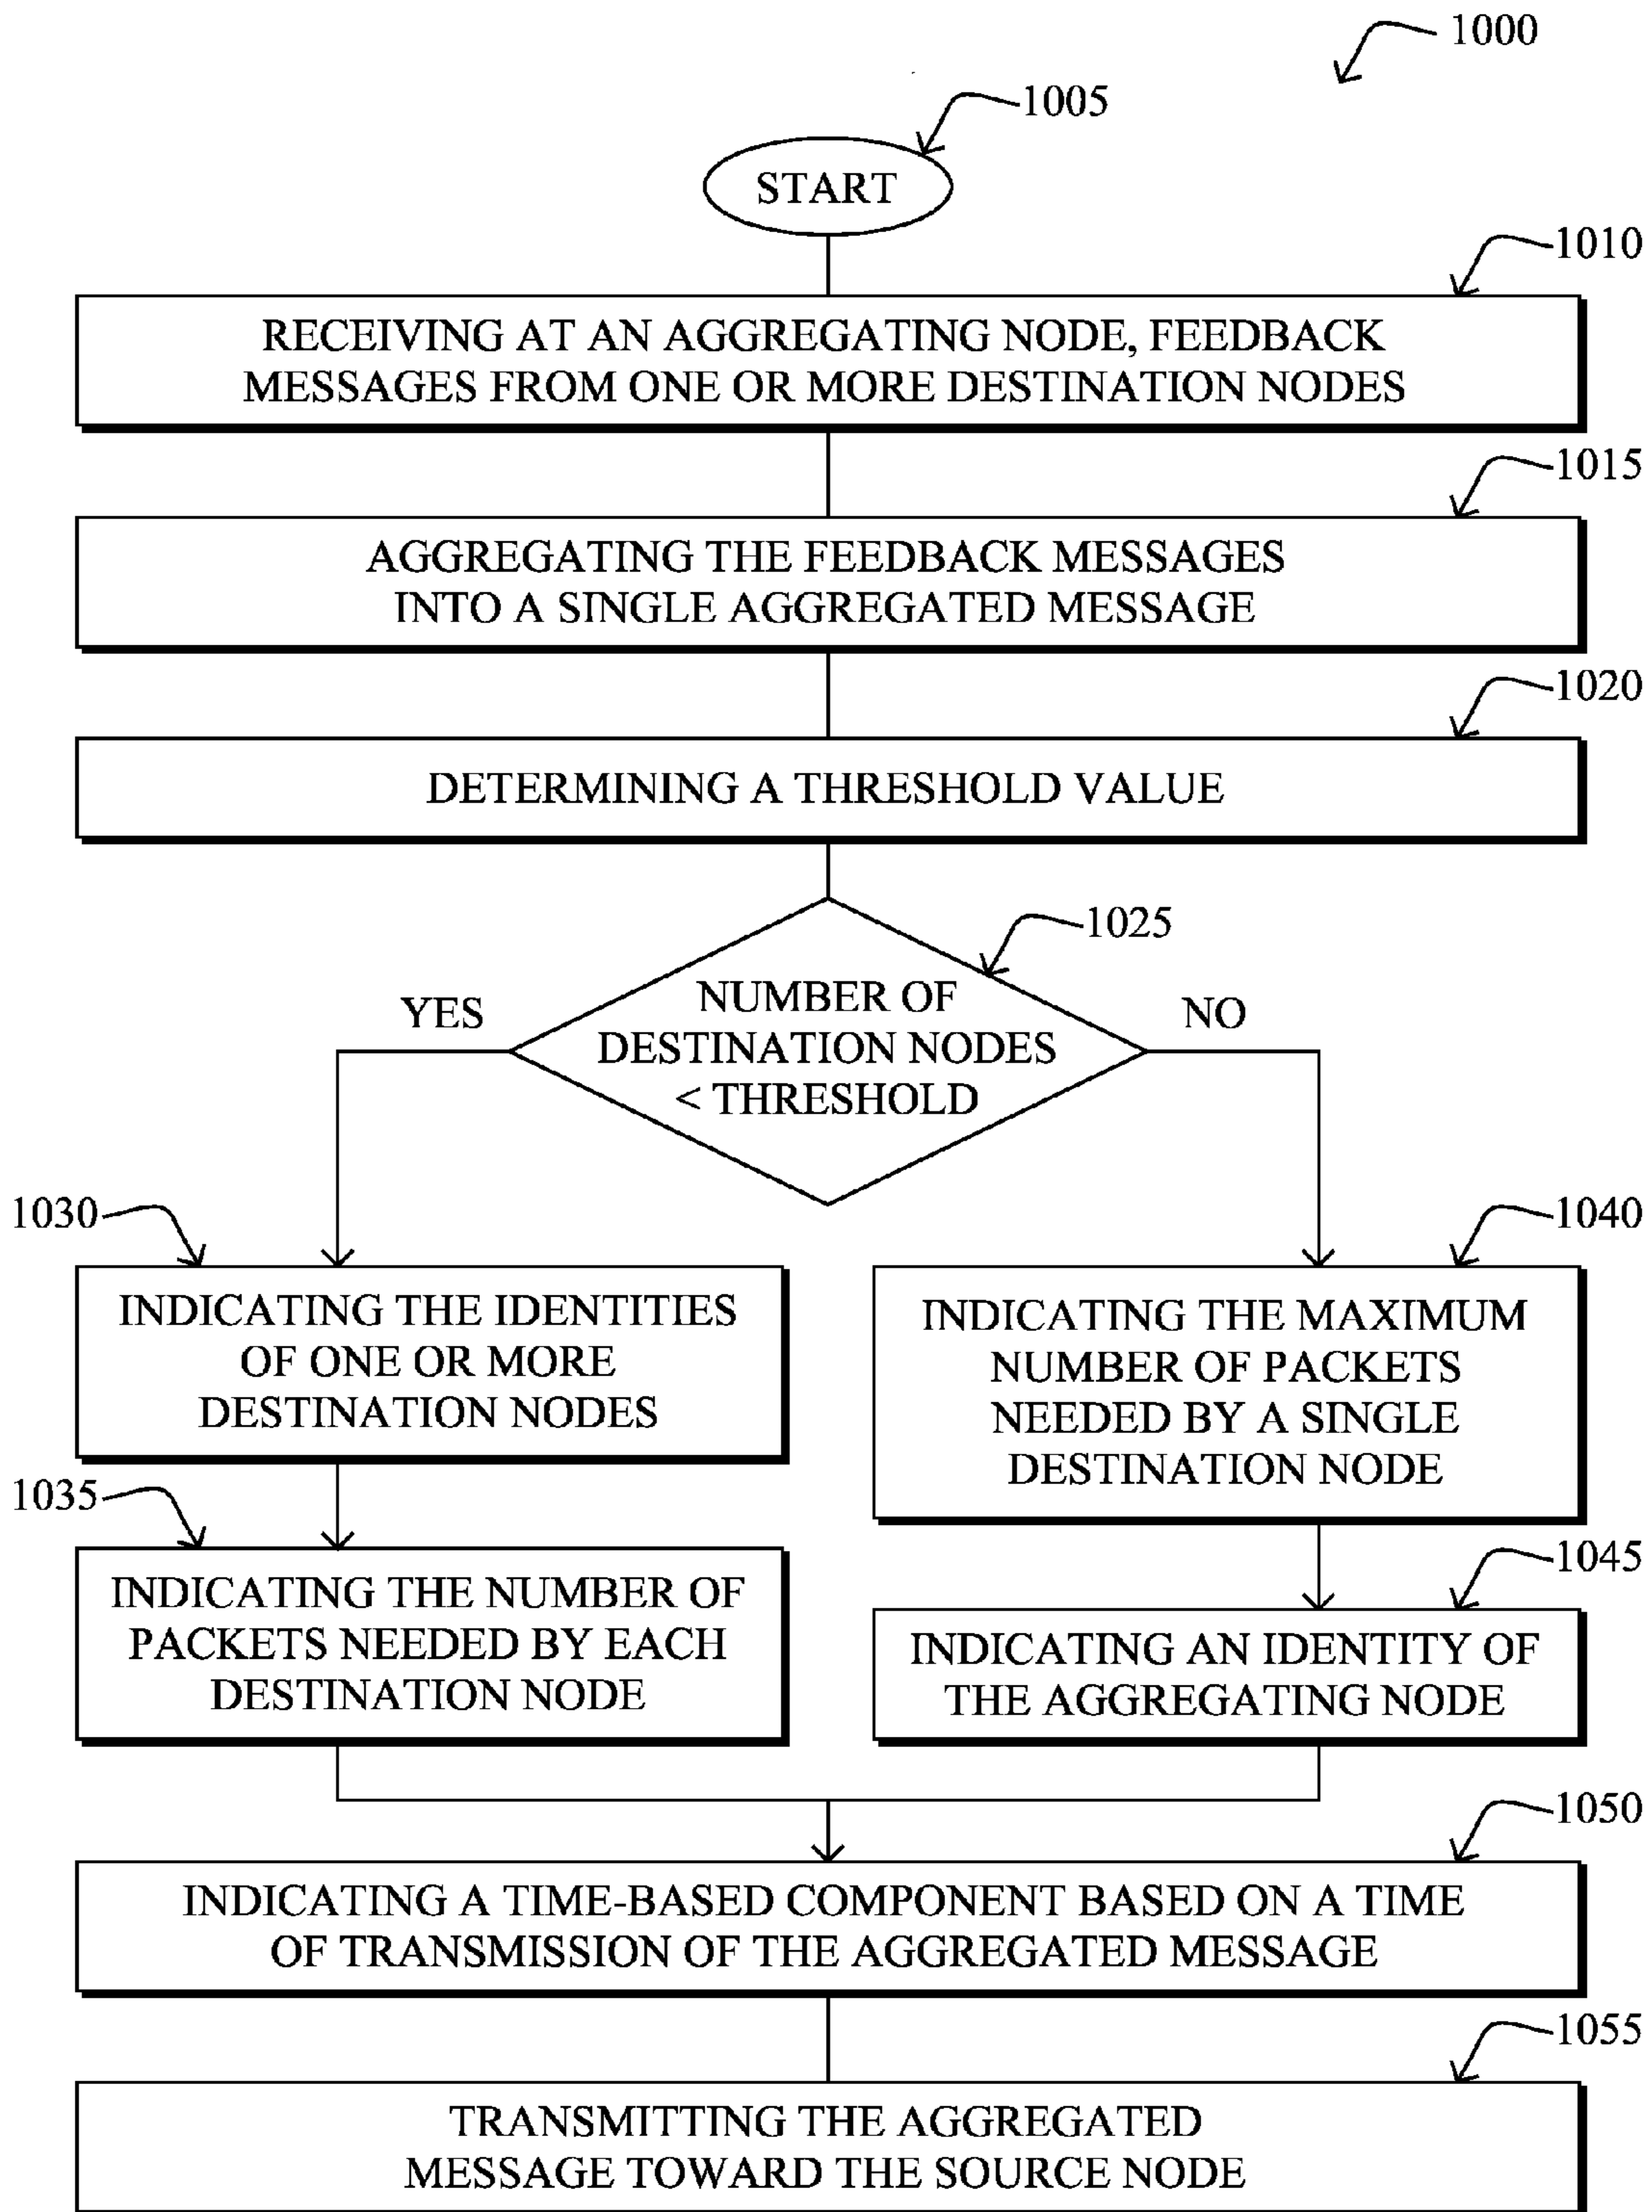 1000
1005
START
1010
RECEIVING AT AN AGGREGATING NODE, FEEDBACK
MESSAGES FROM ONE OR MORE DESTINATION NODES
1015
AGGREGATING THE FEEDBACK MESSAGES
INTO A SINGLE AGGREGATED MESSAGE
1020
DETERMINING A THRESHOLD VALUE
1025
YES
NUMBER OF
DESTINATION NODES
< THRESHOLD
NO
1030
INDICATING THE IDENTITIES
OF ONE OR MORE
DESTINATION NODES
1035
INDICATING THE NUMBER OF
PACKETS NEEDED BY EACH
DESTINATION NODE
1040
INDICATING THE MAXIMUM
NUMBER OF PACKETS
NEEDED BY A SINGLE
DESTINATION NODE
1045
INDICATING AN IDENTITY OF
THE AGGREGATING NODE
1050
INDICATING A TIME-BASED COMPONENT BASED ON A TIME
OF TRANSMISSION OF THE AGGREGATED MESSAGE
1055
TRANSMITTING THE AGGREGATED
MESSAGE TOWARD THE SOURCE NODE